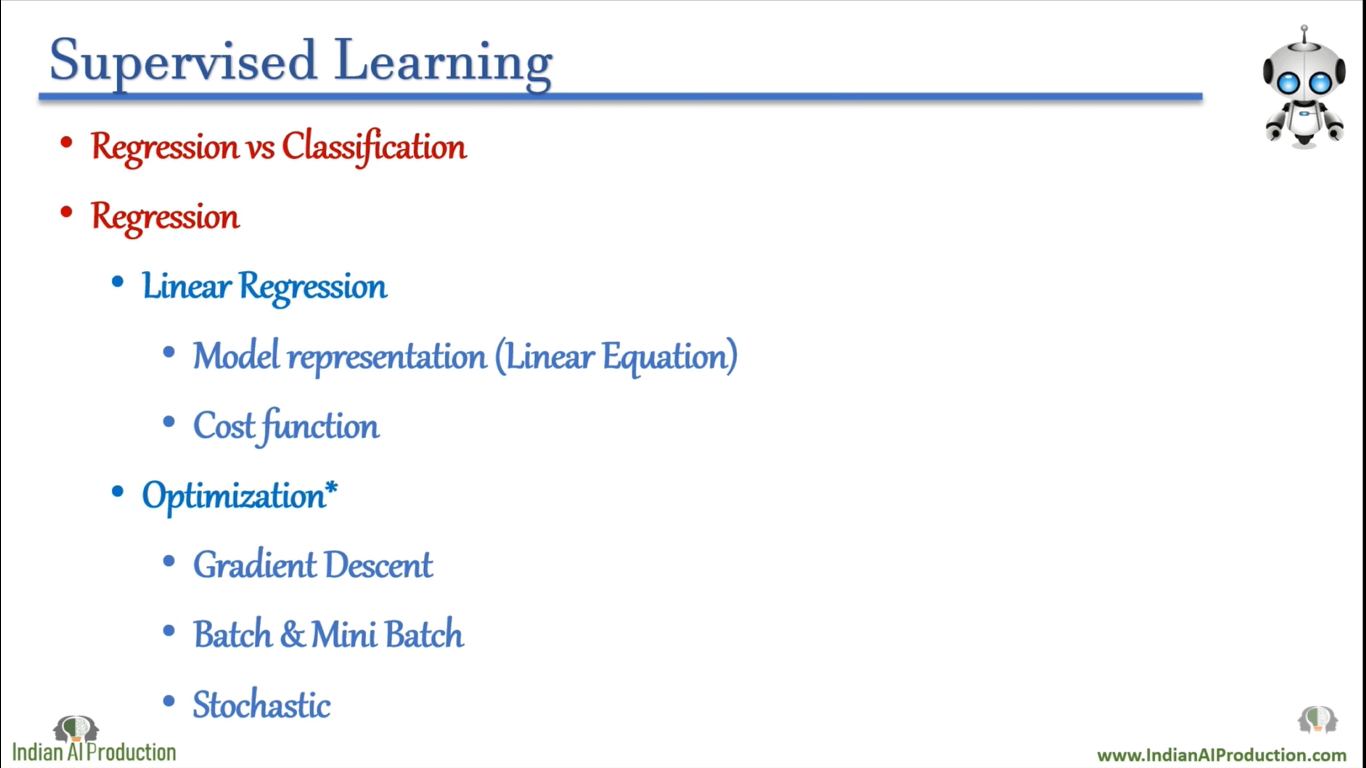 Supervised Learning
• Regression vs Classification
• Regression
• Linear Regression
• Model representation (Linear Equation)
• Cost function
• Optimization*
• Gradient Descent
• Batch & Mini Batch
• Stochastic
Indian AI Production
www.IndianAIProduction.com